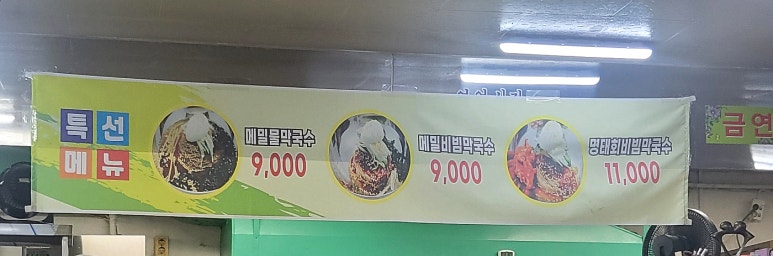 특선
메뉴
메밀물막국수
9,000
메밀비빔막국수
9,000
명태회비빔막국수
11,000
금연